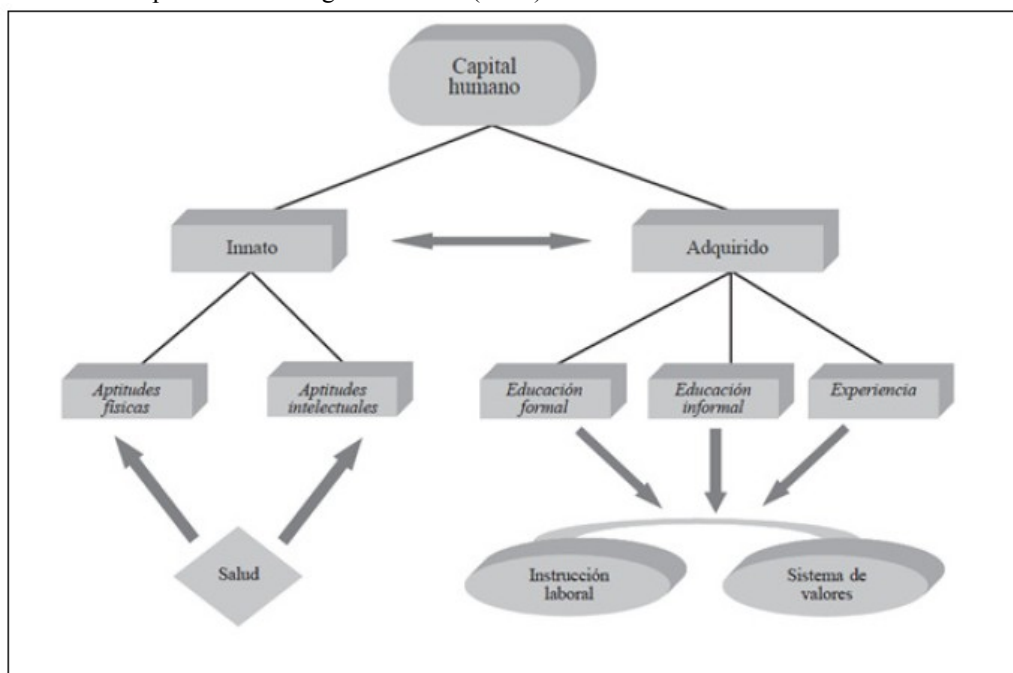 Capital
humano
Innato
Adquirido
Aptitudes
físicas
Aptitudes
intelectuales
Educación
formal
Educación
informal
Experiencia
Salud
Instrucción
laboral
Sistema de
valores